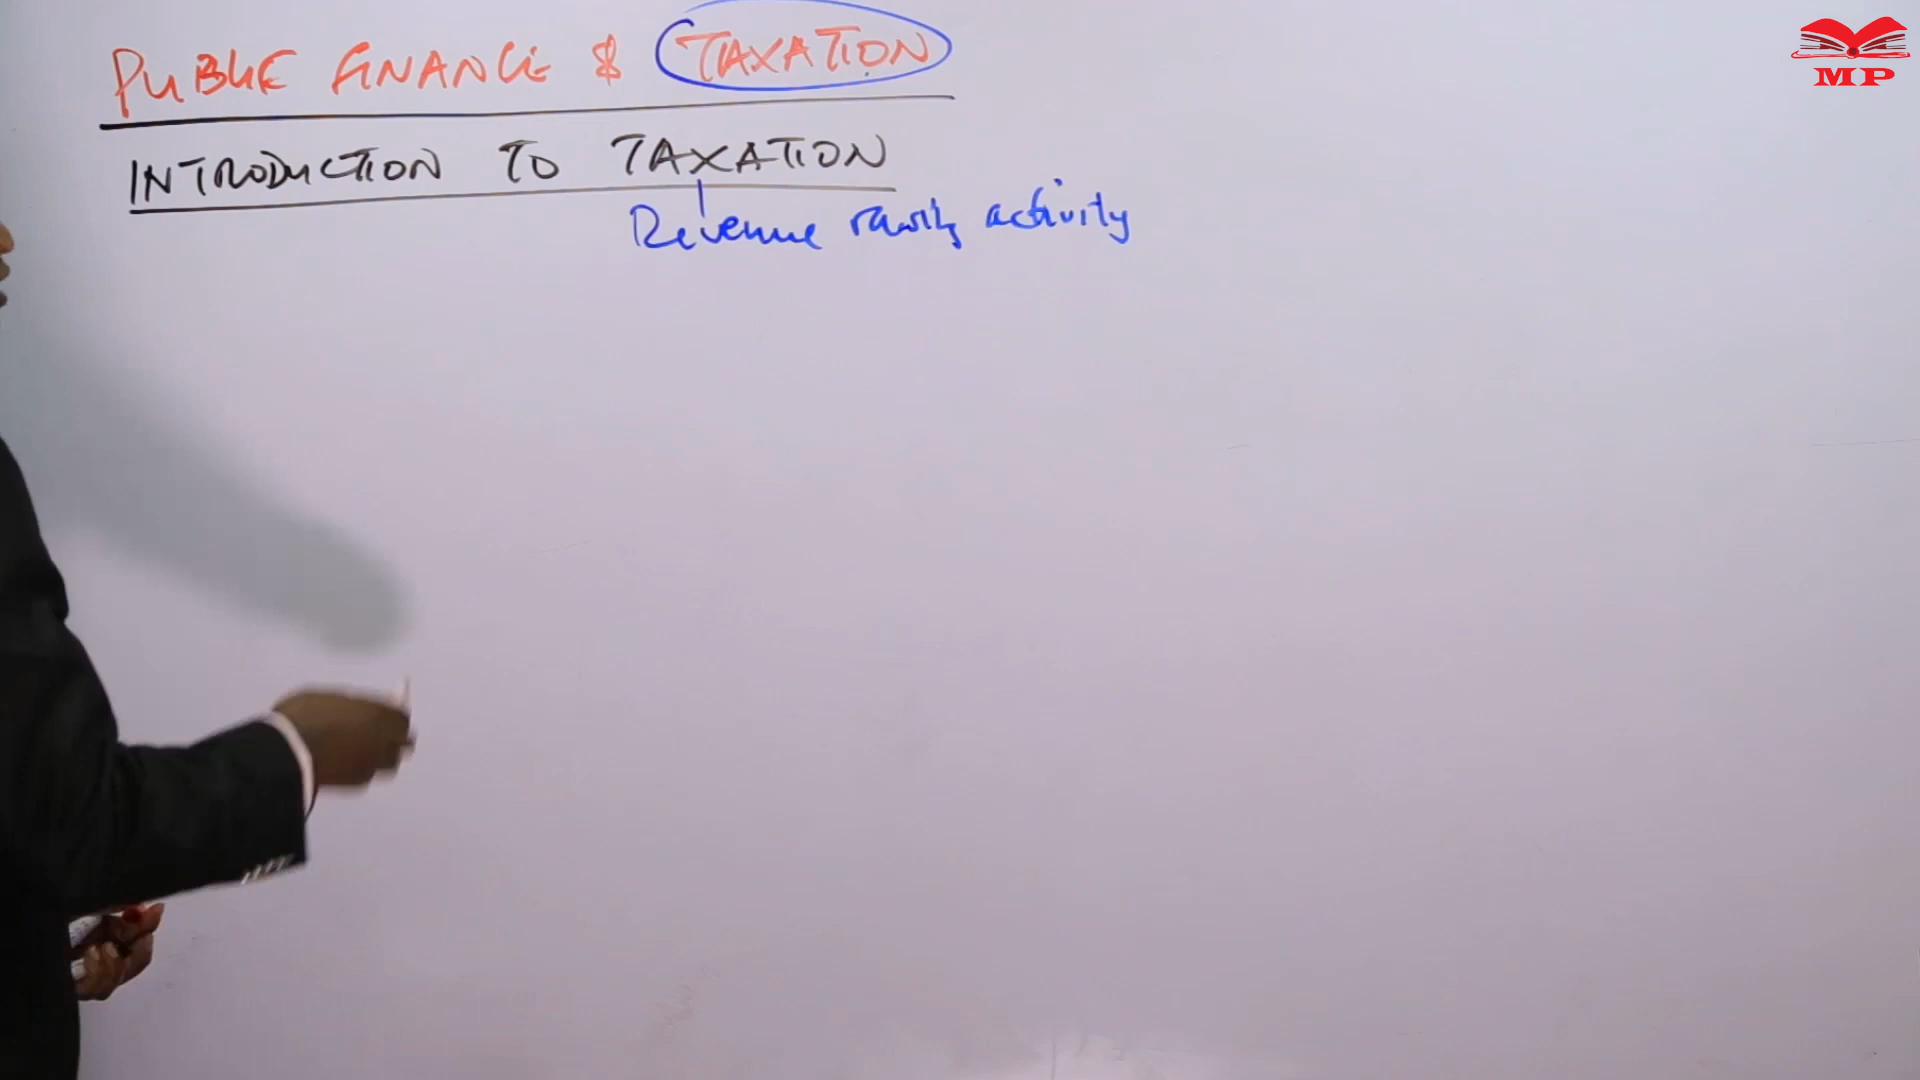 PUBLIC FINANCE & TAXATION
INTRODUCTION TO TAXATION
Revenue raising activity
MP